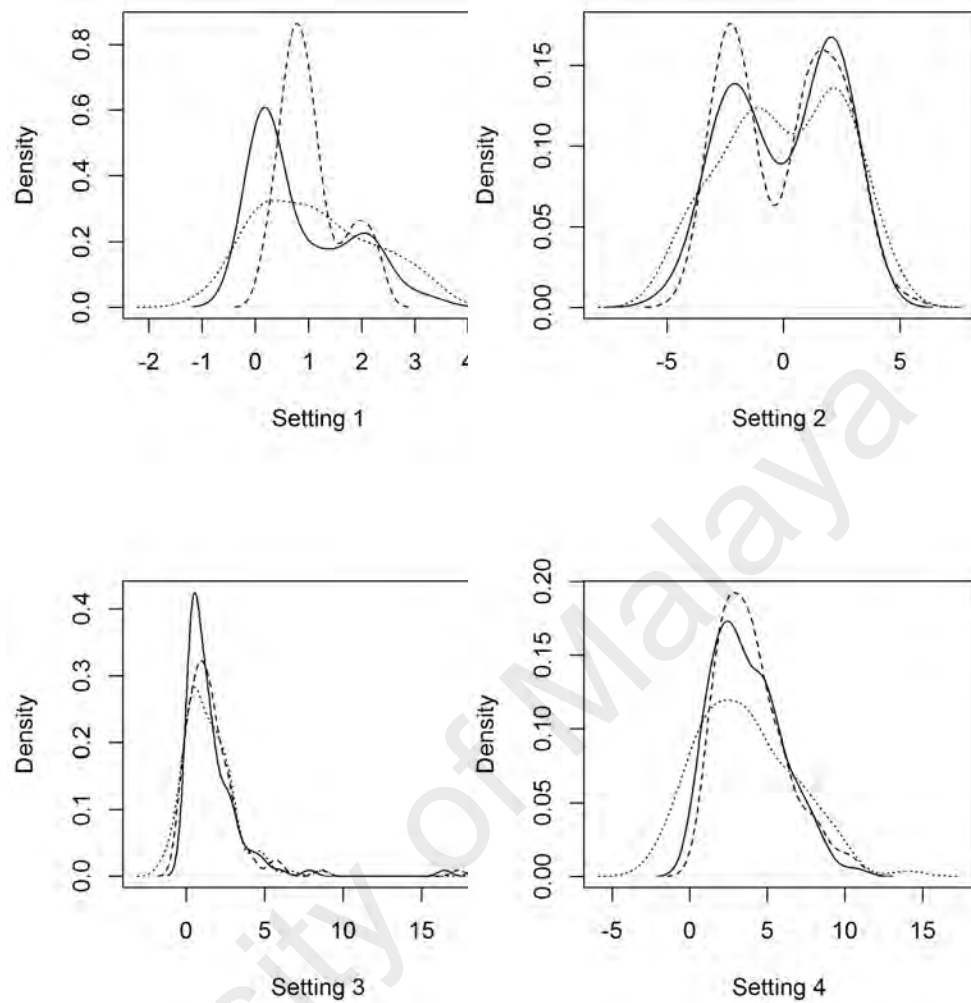 Density
0.0 0.2 0.4 0.6 0.8
-2 -1 0 1 2 3 4
Setting 1
Density
0.00 0.05 0.10 0.15
-5 0 5
Setting 2
Density
0.0 0.1 0.2 0.3 0.4
0 5 10 15
Setting 3
Density
0.00 0.05 0.10 0.15 0.20
-5 0 5 10 15
Setting 4
sity of Malaya